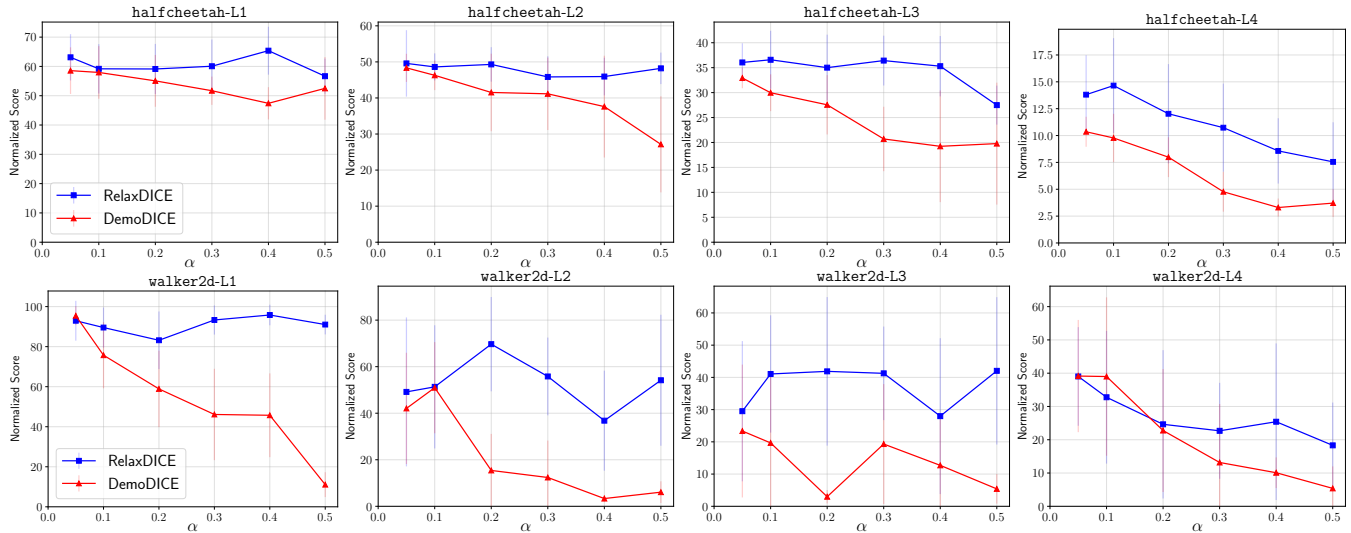 halfcheetah-L1
Normalized Score
70
60
50
40
30
20
10
0
RelaxDICE
DemoDICE
0.0 0.1 0.2 0.3 0.4 0.5
α
halfcheetah-L2
Normalized Score
60
50
40
30
20
10
0
0.0 0.1 0.2 0.3 0.4 0.5
α
halfcheetah-L3
Normalized Score
40
35
30
25
20
15
10
5
0
0.0 0.1 0.2 0.3 0.4 0.5
α
halfcheetah-L4
Normalized Score
17.5
15.0
12.5
10.0
7.5
5.0
2.5
0.0
0.0 0.1 0.2 0.3 0.4 0.5
α
walker2d-L1
Normalized Score
100
80
60
40
20
0
RelaxDICE
DemoDICE
0.0 0.1 0.2 0.3 0.4 0.5
α
walker2d-L2
Normalized Score
80
60
40
20
0
0.0 0.1 0.2 0.3 0.4 0.5
α
walker2d-L3
Normalized Score
60
50
40
30
20
10
0
0.0 0.1 0.2 0.3 0.4 0.5
α
walker2d-L4
Normalized Score
60
50
40
30
20
10
0
0.0 0.1 0.2 0.3 0.4 0.5
α